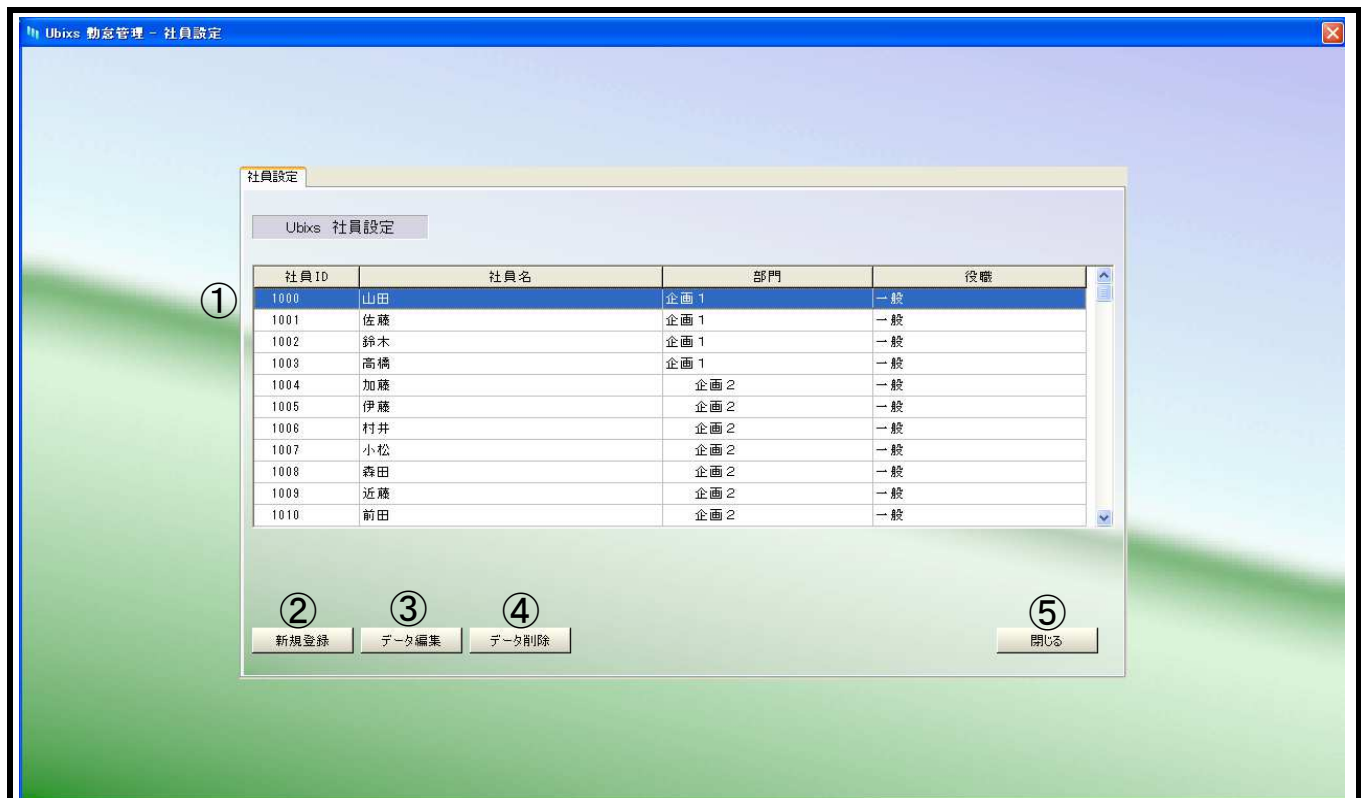 Ubixs 勤怠管理 - 社員設定
社員設定
Ubixs 社員設定
社員ID 社員名 部門 役職
①
1000 山田 企画1 一般
1001 佐藤 企画1 一般
1002 鈴木 企画1 一般
1003 高橋 企画1 一般
1004 加藤 企画2 一般
1005 伊藤 企画2 一般
1006 村井 企画2 一般
1007 小松 企画2 一般
1008 森田 企画2 一般
1009 近藤 企画2 一般
1010 前田 企画2 一般
② ③ ④ ⑤
新規登録 データ編集 データ削除 閉じる